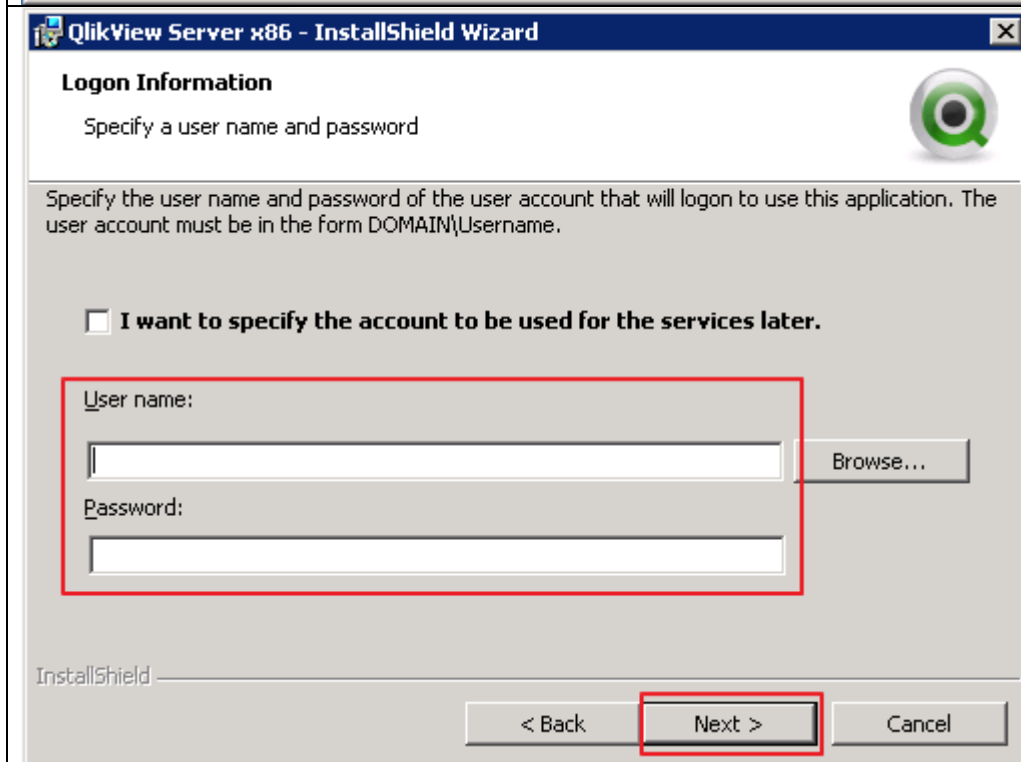 QlikView Server x86 - InstallShield Wizard
Logon Information
Specify a user name and password
Specify the user name and password of the user account that will logon to use this application. The
user account must be in the form DOMAIN\Username.
I want to specify the account to be used for the services later.
User name:
Browse...
Password:
InstallShield
< Back
Next >
Cancel